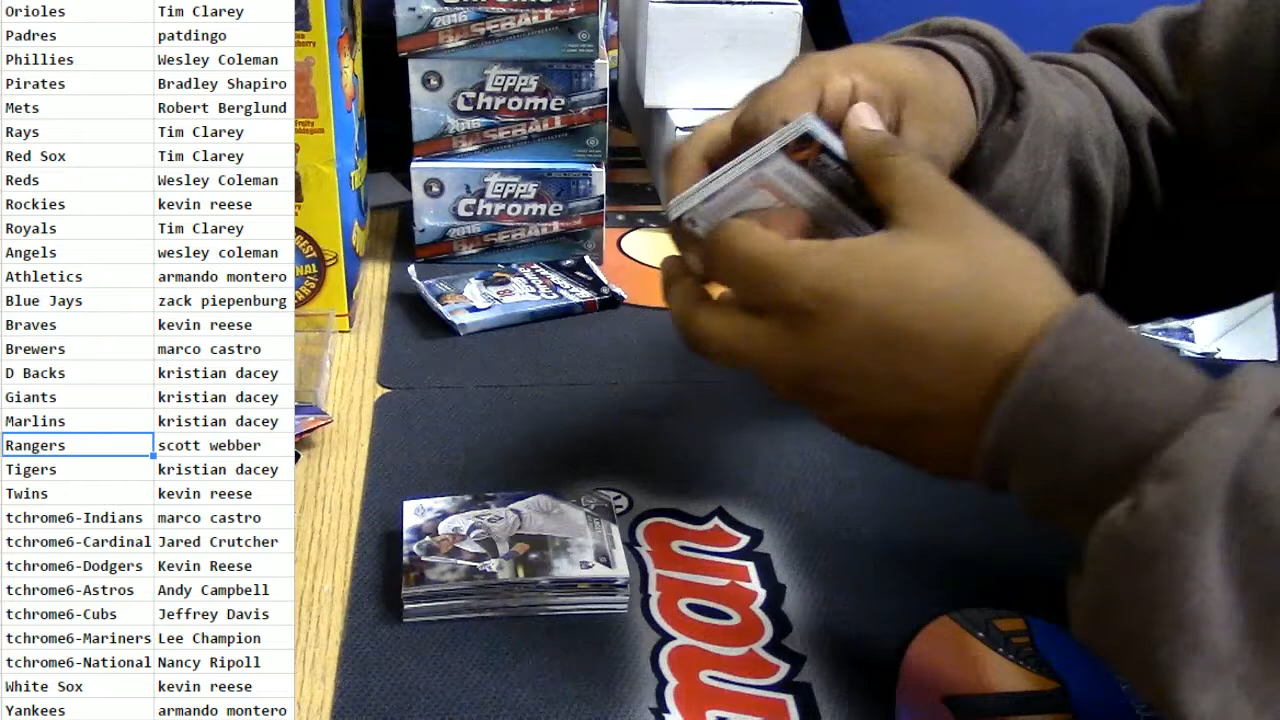 Orioles Tim Clarey
Padres patdingo
Phillies Wesley Coleman
Pirates Bradley Shapiro
Mets Robert Berglund
Rays Tim Clarey
Red Sox Tim Clarey
Reds Wesley Coleman
Rockies kevin reese
Royals Tim Clarey
Angels wesley coleman
Athletics armando montero
Blue Jays zack piepenburg
Braves kevin reese
Brewers marco castro
D Backs kristian dacey
Giants kristian dacey
Marlins kristian dacey
Rangers scott webber
Tigers kristian dacey
Twins kevin reese
tchrome6-Indians marco castro
tchrome6-Cardinal Jared Crutcher
tchrome6-Dodgers Kevin Reese
tchrome6-Astros Andy Campbell
tchrome6-Cubs Jeffrey Davis
tchrome6-Mariners Lee Champion
tchrome6-National Nancy Ripoll
White Sox kevin reese
Yankees armando montero
Chrome
2016
BASEBALL
Topps
Chrome
2016
BASEBALL
Topps
Chrome
2016
BASEBALL
Chrome